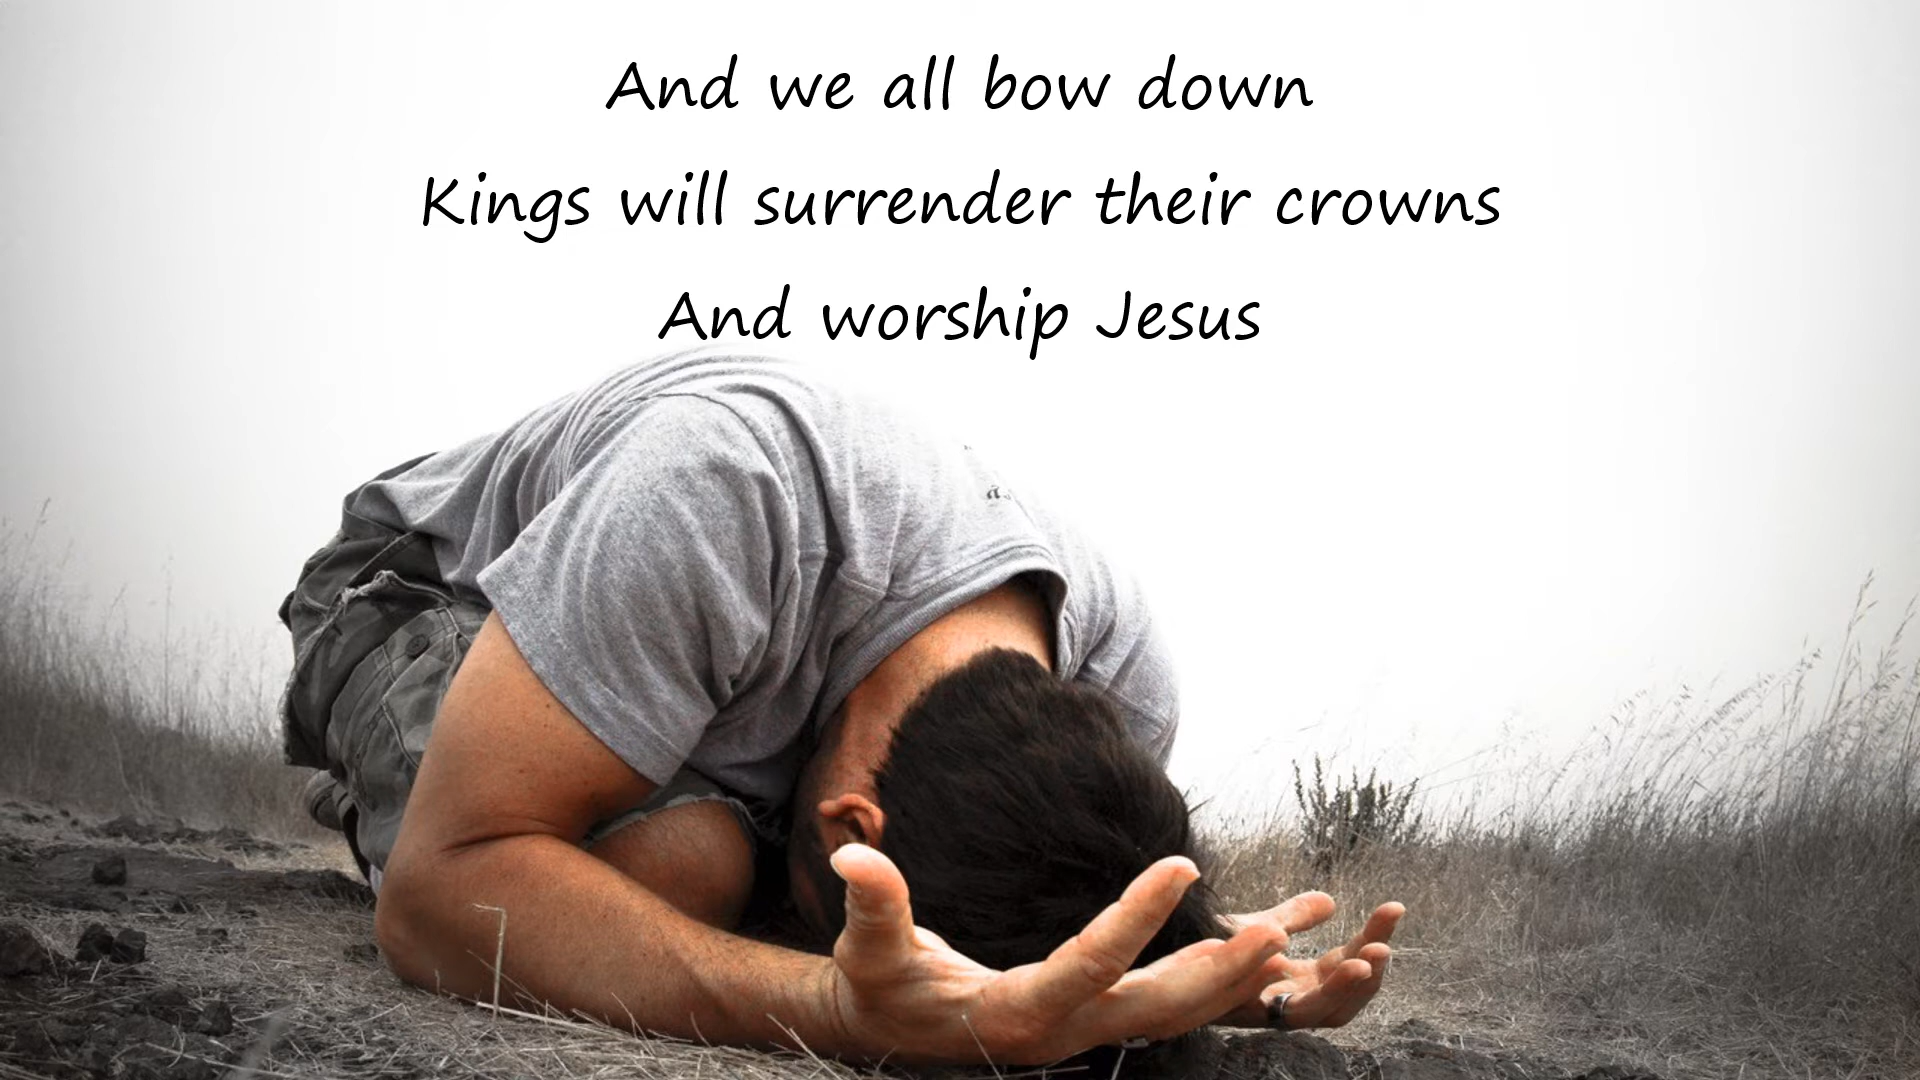 And we all bow down
Kings will surrender their crowns
And worship Jesus